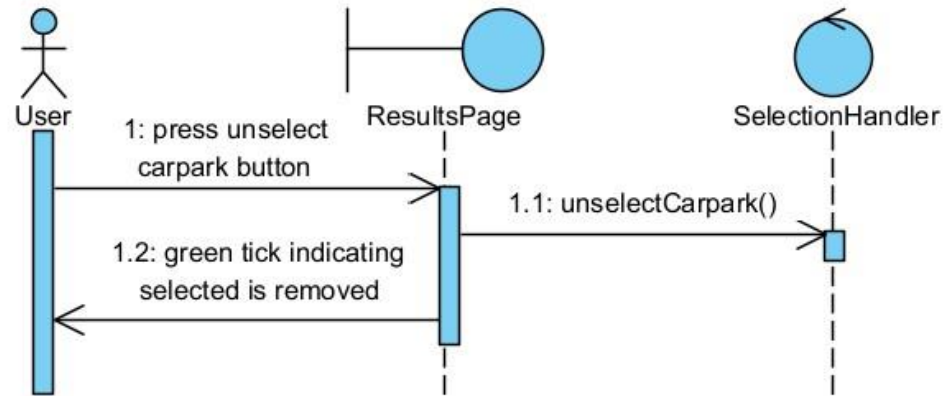 User
ResultsPage
SelectionHandler
1: press unselect
carpark button
1.1: unselectCarpark()
1.2: green tick indicating
selected is removed